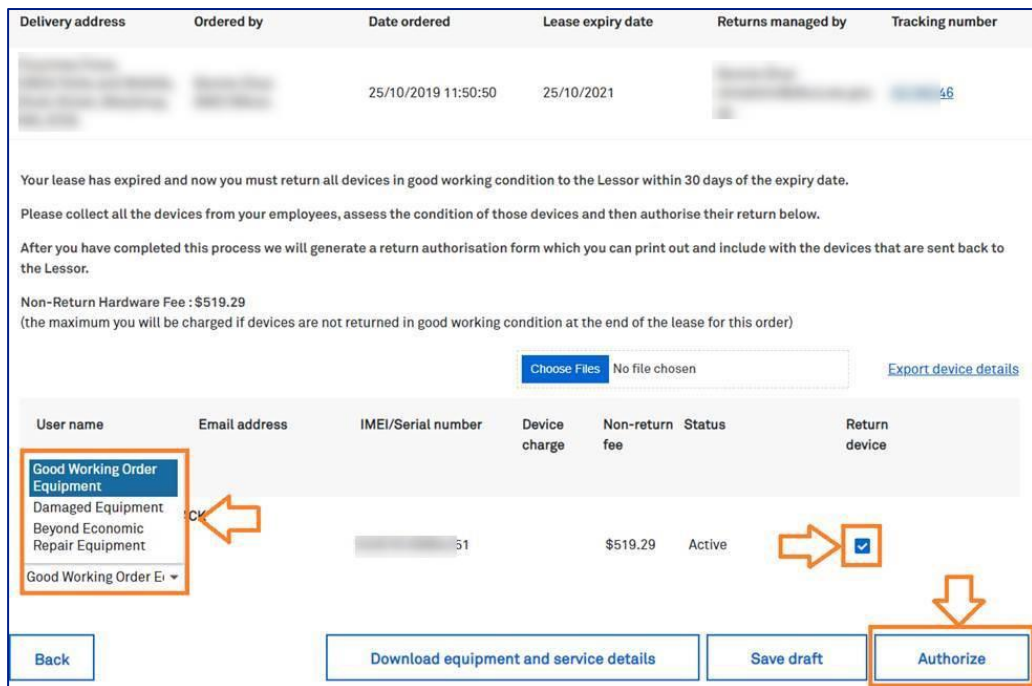 Delivery address Ordered by Date ordered Lease expiry date Returns managed by Tracking number
25/10/2019 11:50:50 25/10/2021 46
Your lease has expired and now you must return all devices in good working condition to the Lessor within 30 days of the expiry date.
Please collect all the devices from your employees, assess the condition of those devices and then authorise their return below.
After you have completed this process we will generate a return authorisation form which you can print out and include with the devices that are sent back to
the Lessor.
Non-Return Hardware Fee : $519.29
(the maximum you will be charged if devices are not returned in good working condition at the end of the lease for this order)
Choose Files No file chosen Export device details
User name Email address IMEI/Serial number Device charge Non-return fee Status Return device
Good Working Order
Equipment
Damaged Equipment
Beyond Economic
Repair Equipment
CK
51 $519.29 Active
Good Working Order E
Back Download equipment and service details Save draft Authorize